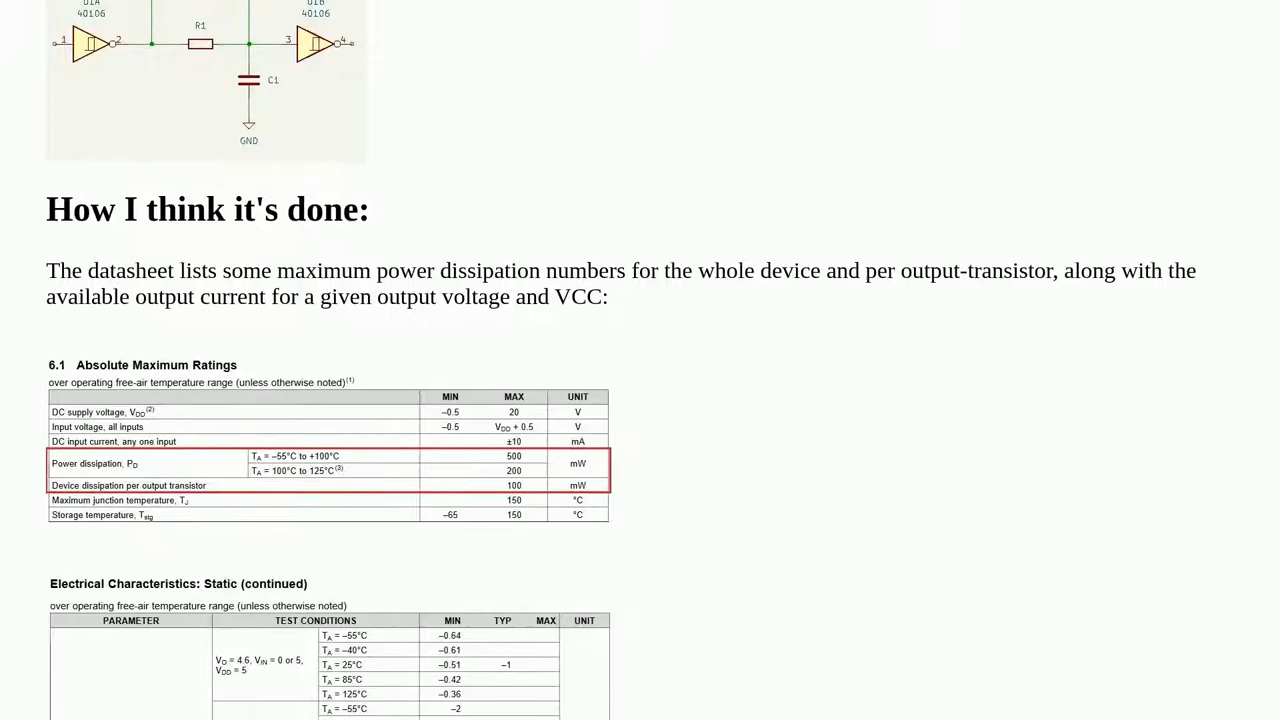 40106 40106
R1
1 2 3 4
C1
GND
How I think it's done:
The datasheet lists some maximum power dissipation numbers for the whole device and per output-transistor, along with the
available output current for a given output voltage and VCC:
6.1 Absolute Maximum Ratings
over operating free-air temperature range (unless otherwise noted)(1)
MIN MAX UNIT
DC supply voltage, VDD(2) –0.5 20 V
Input voltage, all inputs –0.5 VDD + 0.5 V
DC input current, any one input ±10 mA
Power dissipation, PD TA = –55°C to +100°C 500 mW
TA = 100°C to 125°C(3) 200
Device dissipation per output transistor 100 mW
Maximum junction temperature, TJ 150 °C
Storage temperature, Tstg –65 150 °C
Electrical Characteristics: Static (continued)
over operating free-air temperature range (unless otherwise noted)
PARAMETER TEST CONDITIONS MIN TYP MAX UNIT
VO = 4.6, VIN = 0 or 5,
VDD = 5
TA = –55°C –0.64
TA = –40°C –0.61
TA = 25°C –0.51 –1
TA = 85°C –0.42
TA = 125°C –0.36
TA = –55°C –2